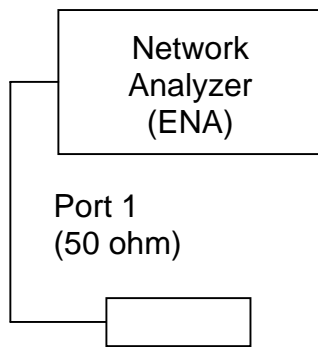 Network
Analyzer
(ENA)
Port 1
(50 ohm)